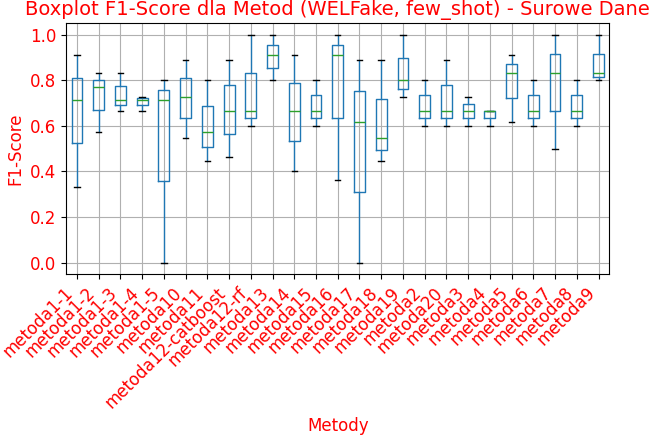 Boxplot F1-Score dla Metod (WELFake, few_shot) - Surowe Dane
1.0
0.8
0.6
0.4
0.2
0.0
F1-Score
metoda1-1
metoda1-2
metoda1-3
metoda1-4
metoda1-5
metoda10
metoda11
metoda12-catboost
metoda12-rf
metoda13
metoda14
metoda15
metoda16
metoda17
metoda18
metoda19
metoda2
metoda20
metoda3
metoda4
metoda5
metoda6
metoda7
metoda8
metoda9
Metody